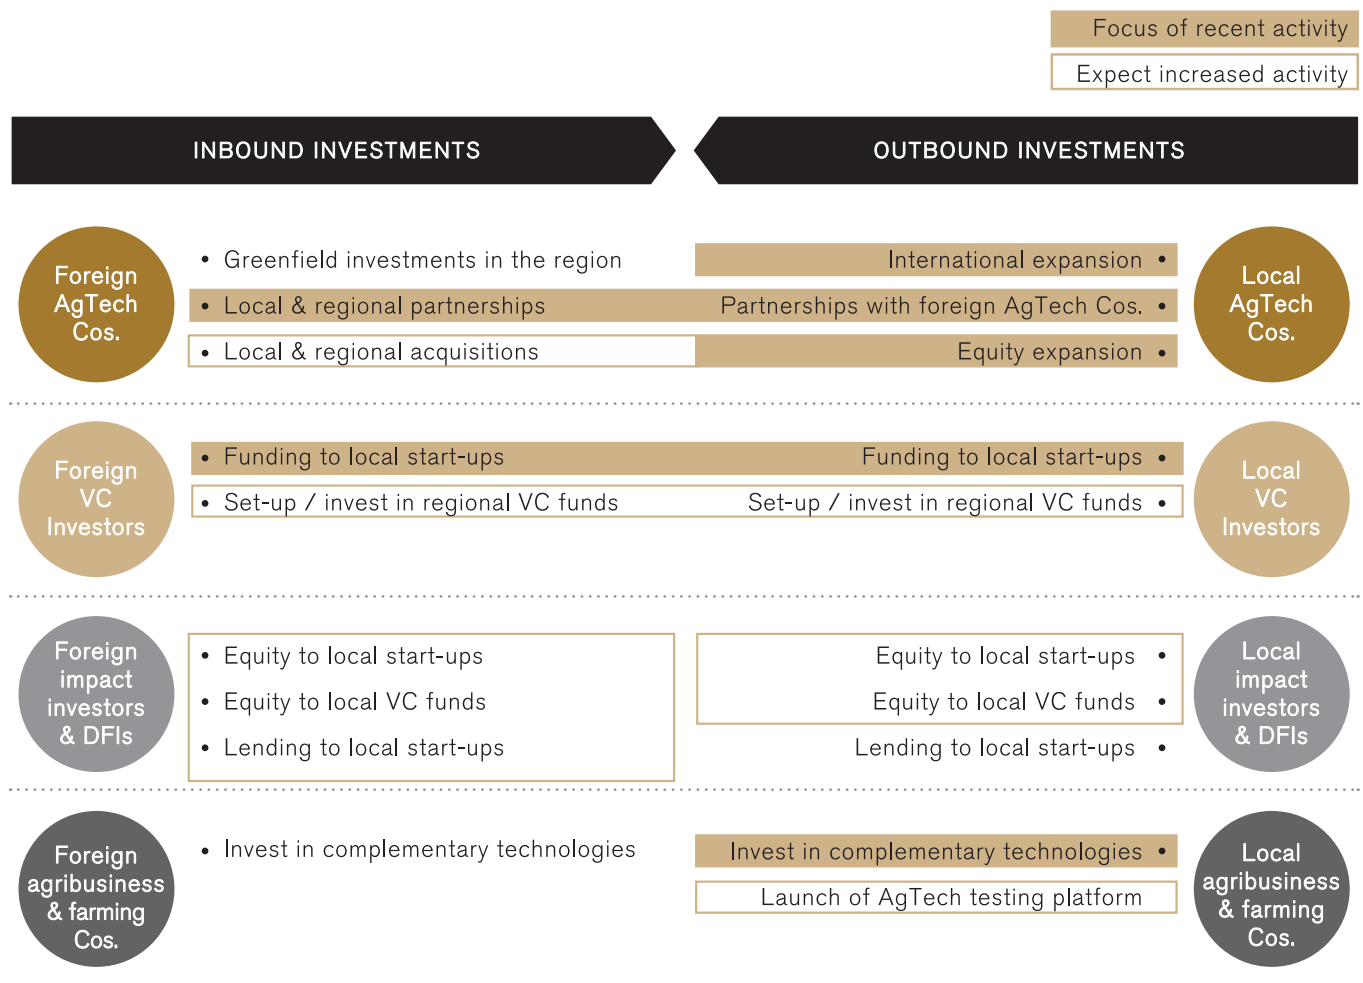 Focus of recent activity
Expect increased activity
INBOUND INVESTMENTS
OUTBOUND INVESTMENTS
Foreign
AgTech
Cos.
• Greenfield investments in the region
• Local & regional partnerships
• Local & regional acquisitions
International expansion •
Partnerships with foreign AgTech Cos. •
Equity expansion •
Local
AgTech
Cos.
Foreign
VC
Investors
• Funding to local start-ups
• Set-up / invest in regional VC funds
Funding to local start-ups •
Set-up / invest in regional VC funds •
Local
VC
Investors
Foreign
impact
investors
& DFIs
• Equity to local start-ups
• Equity to local VC funds
• Lending to local start-ups
Equity to local start-ups •
Equity to local VC funds •
Lending to local start-ups •
Local
impact
investors
& DFIs
Foreign
agribusiness
& farming
Cos.
• Invest in complementary technologies
Invest in complementary technologies •
Launch of AgTech testing platform
Local
agribusiness
& farming
Cos.